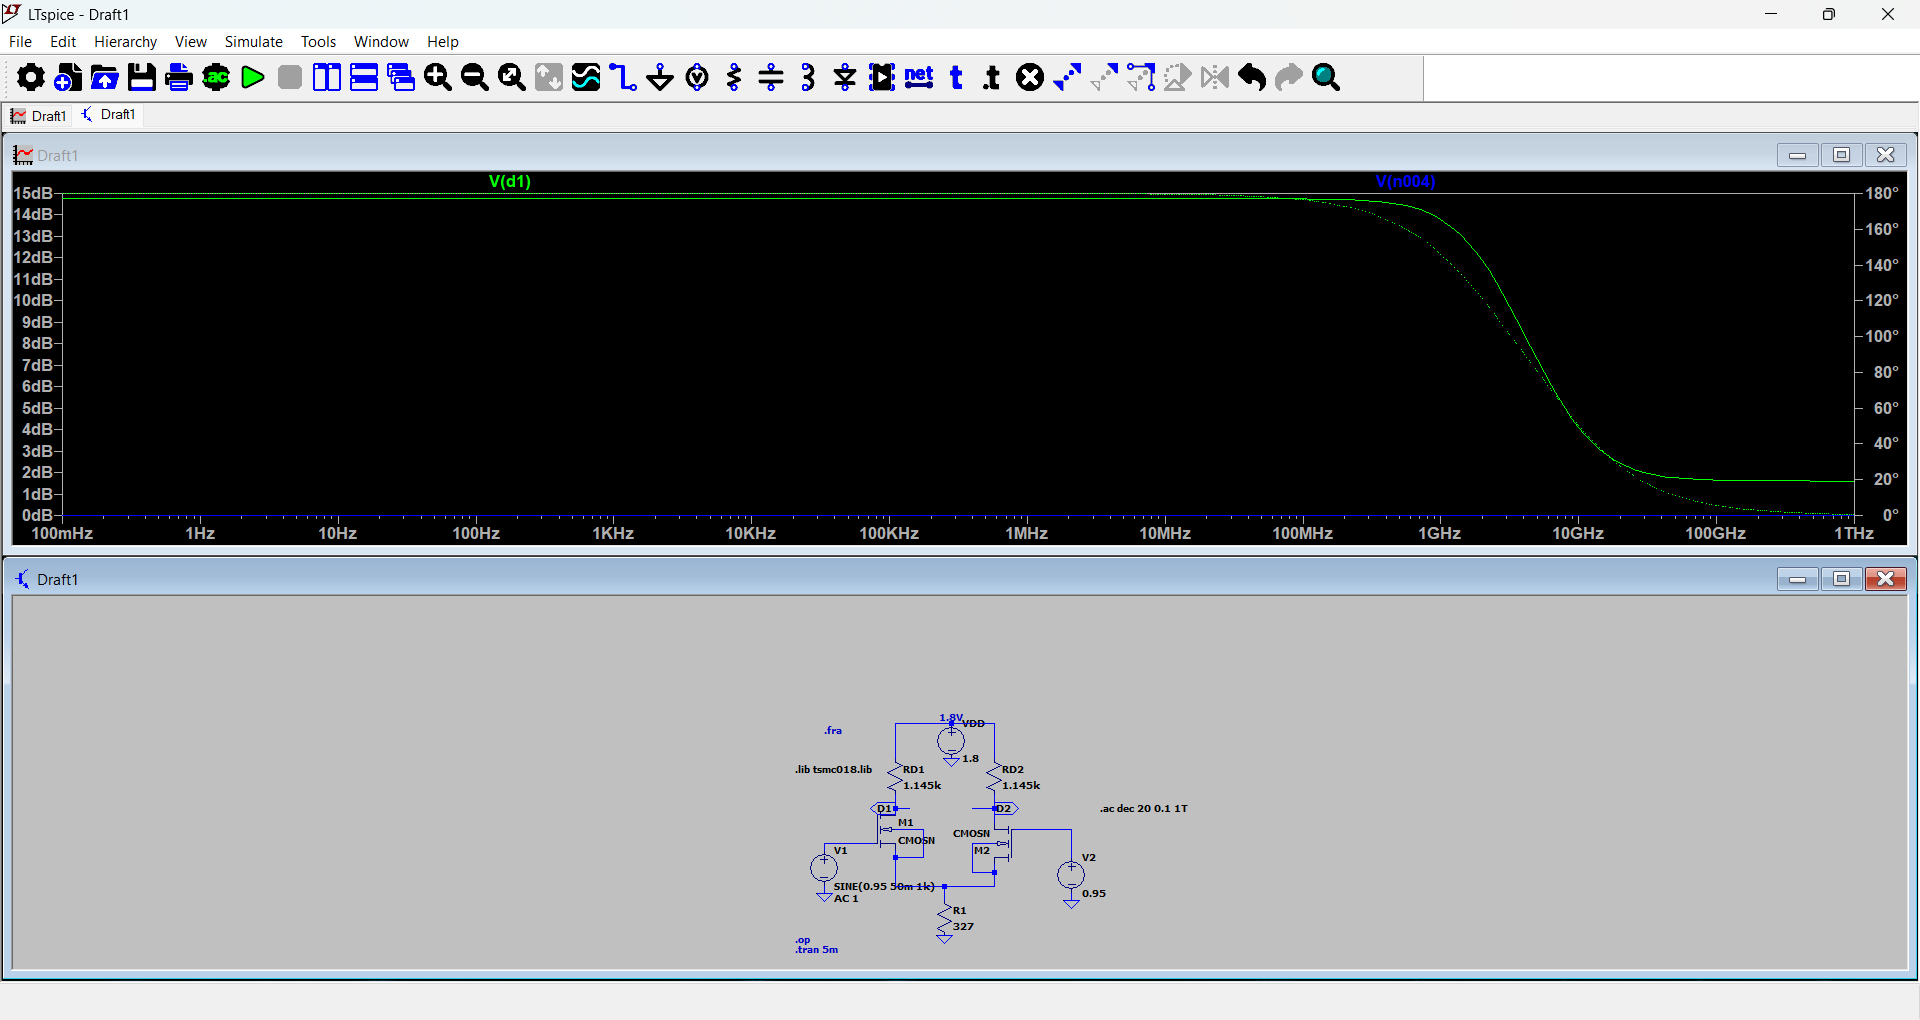 LTspice - Draft1
File Edit Hierarchy View Simulate Tools Window Help
.ac net t .t
Draft1 Draft1
Draft1
V(d1) V(n004)
15dB 180°
14dB
13dB 160°
12dB
11dB 140°
10dB 120°
9dB
8dB 100°
7dB 80°
6dB
5dB 60°
4dB
3dB 40°
2dB 20°
1dB
0dB 0°
100mHz 1Hz 10Hz 100Hz 1KHz 10KHz 100KHz 1MHz 10MHz 100MHz 1GHz 10GHz 100GHz 1THz
Draft1
1.8V VDD
.fra
1.8
.lib tsmc018.lib RD1 RD2
1.145k 1.145k
D1 D2 .ac dec 20 0.1 1T
M1
CMOSN CMOSN
V1 M2 V2
SINE(0.95 50m 1k) 0.95
AC 1
R1
327
.op
.tran 5m